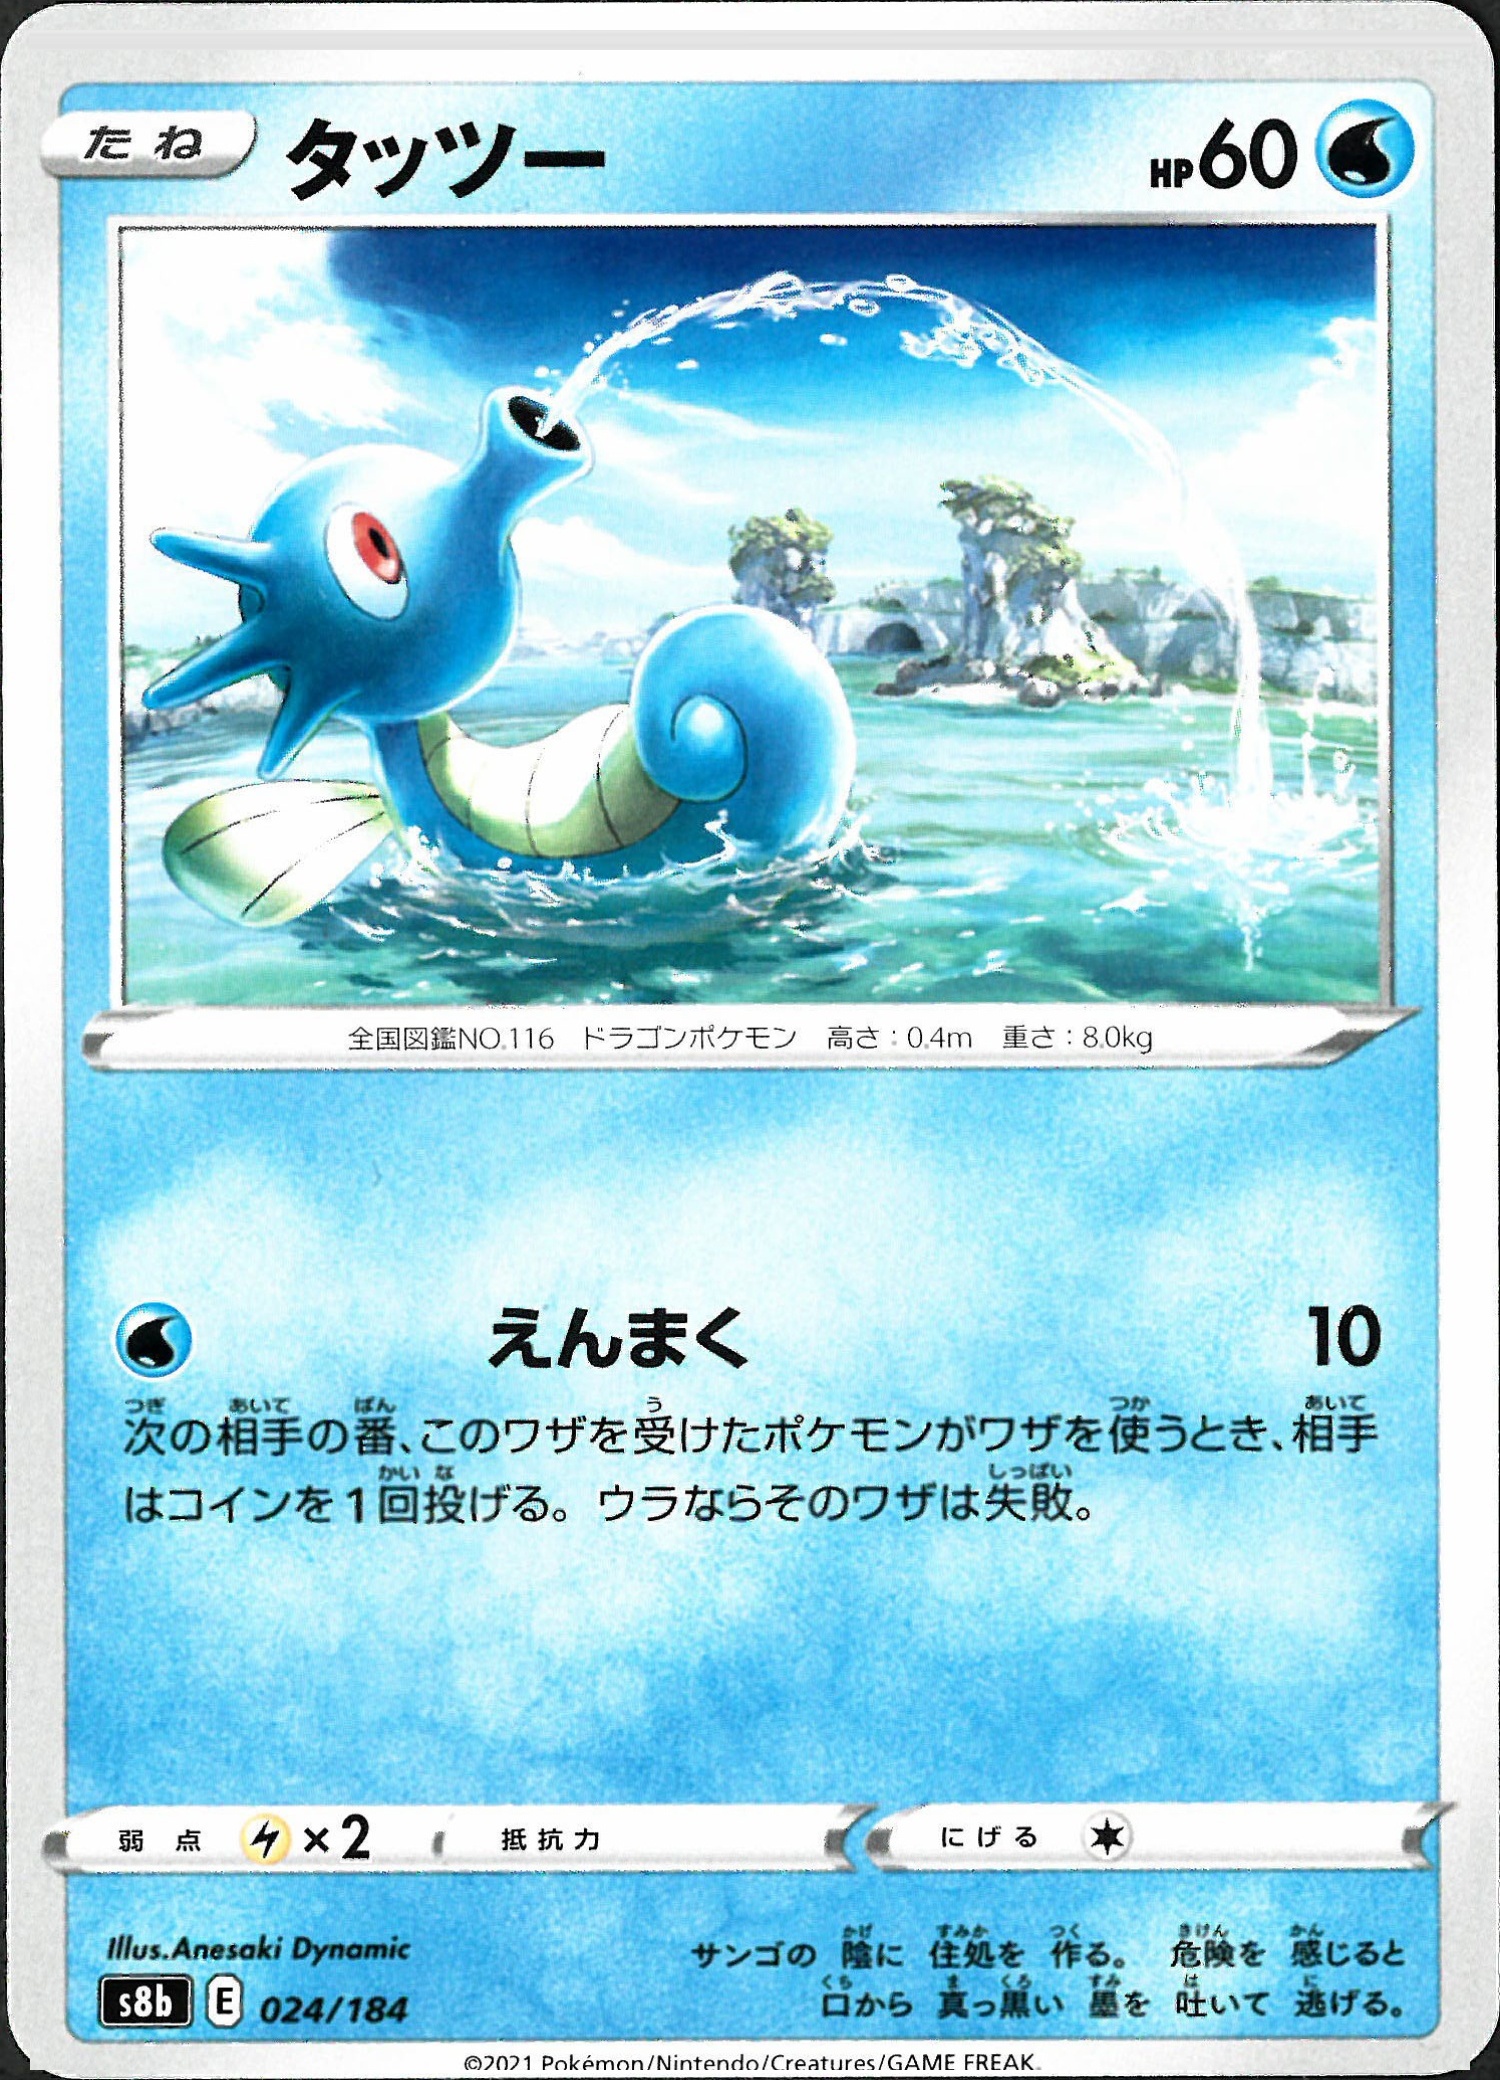 たね タッツー HP60
全国図鑑NO.116 ドラゴンポケモン 高さ:0.4m 重さ:8.0kg
えんまく 10
つぎ あいて ばん う つか あいて
次の相手の番、このワザを受けたポケモンがワザを使うとき、相手
かい な しっぱい
はコインを1回投げる。ウラならそのワザは失敗。
弱点 ×2 抵抗力 にげる
Illus.Anesaki Dynamic
s8b E 024/184
かげ すみか つく きけん かん
サンゴの 陰に 住処を 作る。 危険を 感じると
くち ま くろ すみ は に
口から 真っ黒い 墨を 吐いて 逃げる。
©2021 Pokémon/Nintendo/Creatures/GAME FREAK.